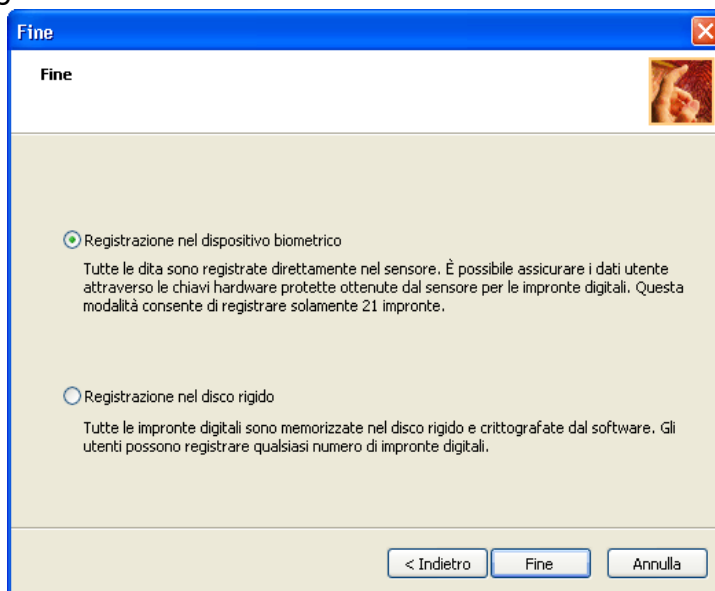 Fine
Fine
Registrazione nel dispositivo biometrico
Tutte le dita sono registrate direttamente nel sensore. È possibile assicurare i dati utente
attraverso le chiavi hardware protette ottenute dal sensore per le impronte digitali. Questa
modalità consente di registrare solamente 21 impronte.
Registrazione nel disco rigido
Tutte le impronte digitali sono memorizzate nel disco rigido e crittografate dal software. Gli
utenti possono registrare qualsiasi numero di impronte digitali.
< Indietro Fine Annulla